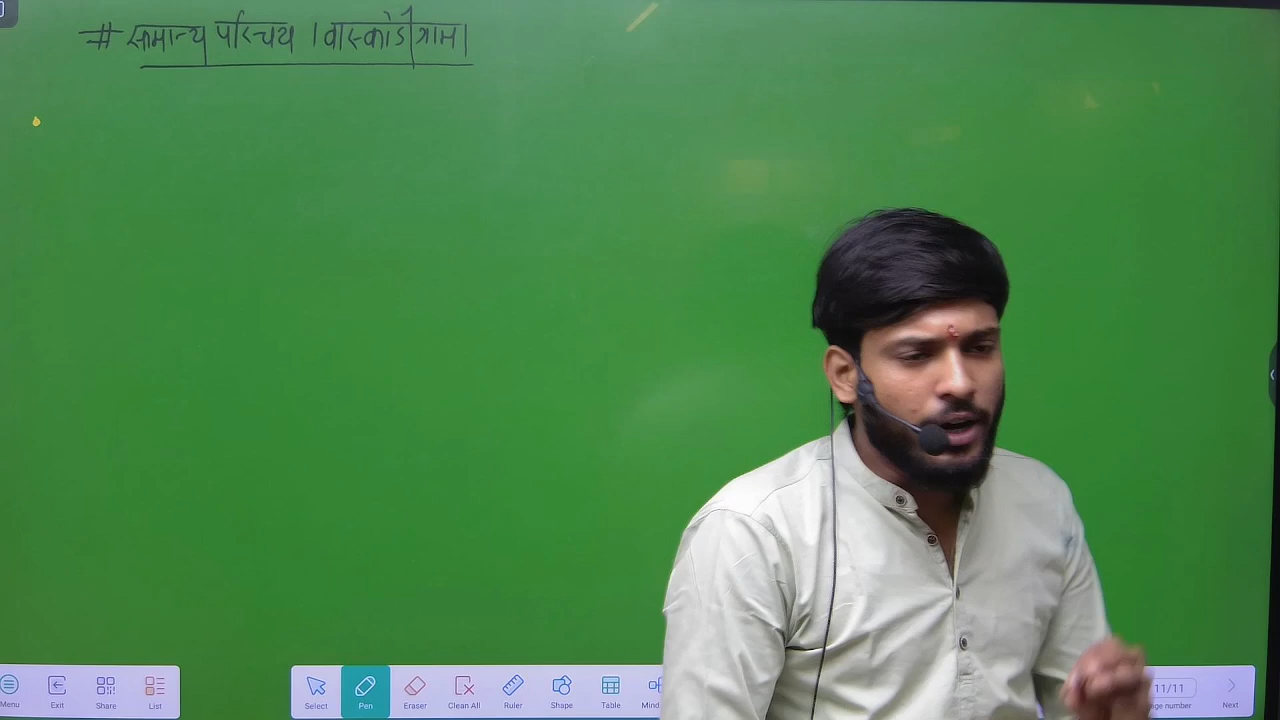 # सामान्य परिचय । वास्कोडी ग्रामा
Menu Exit Share List Select Pen Eraser Clean All Ruler Shape Table Mind 11/11 Next